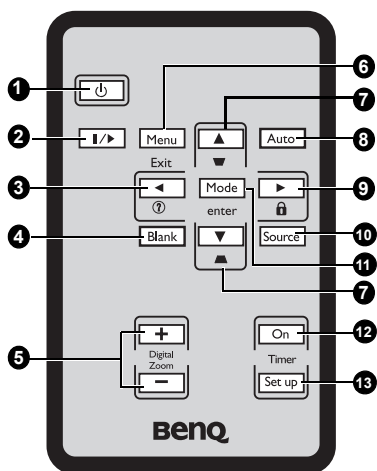 1
6
7
2
II/▶
Menu
Auto
8
Exit
3
Mode
9
?
enter
4
Blank
Source
10
11
7
5
+
On
12
Digital
Zoom
Timer
−
Set up
13
BenQ